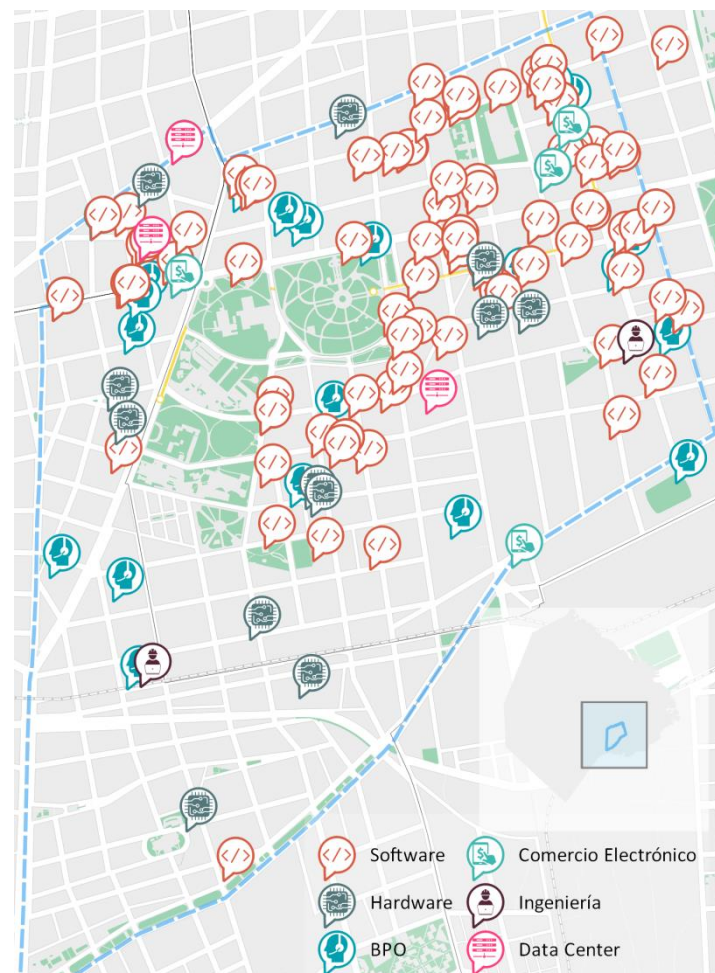 Software
Comercio Electrónico
Hardware
Ingeniería
BPO
Data Center